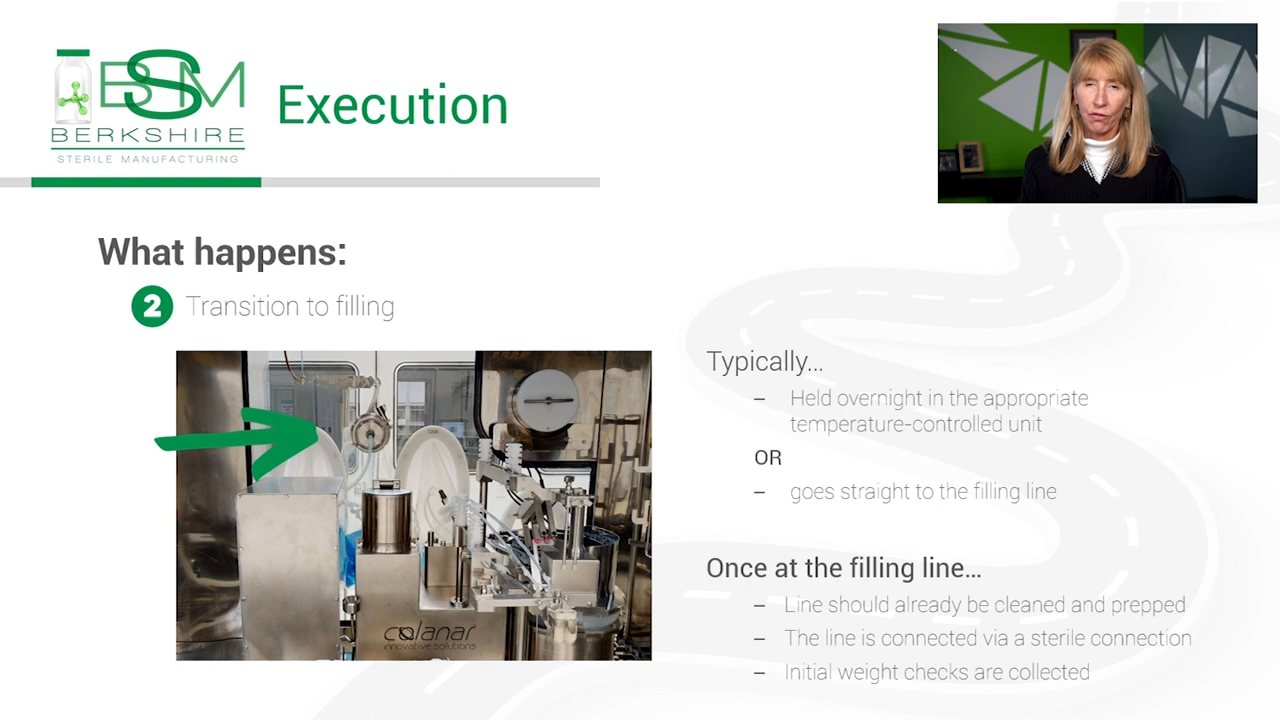 BSM
BERKSHIRE
STERILE MANUFACTURING
Execution
What happens:
2 Transition to filling
colanar
innovative solutions
Typically...
– Held overnight in the appropriate
temperature-controlled unit
OR
– goes straight to the filling line
Once at the filling line...
– Line should already be cleaned and prepped
– The line is connected via a sterile connection
– Initial weight checks are collected